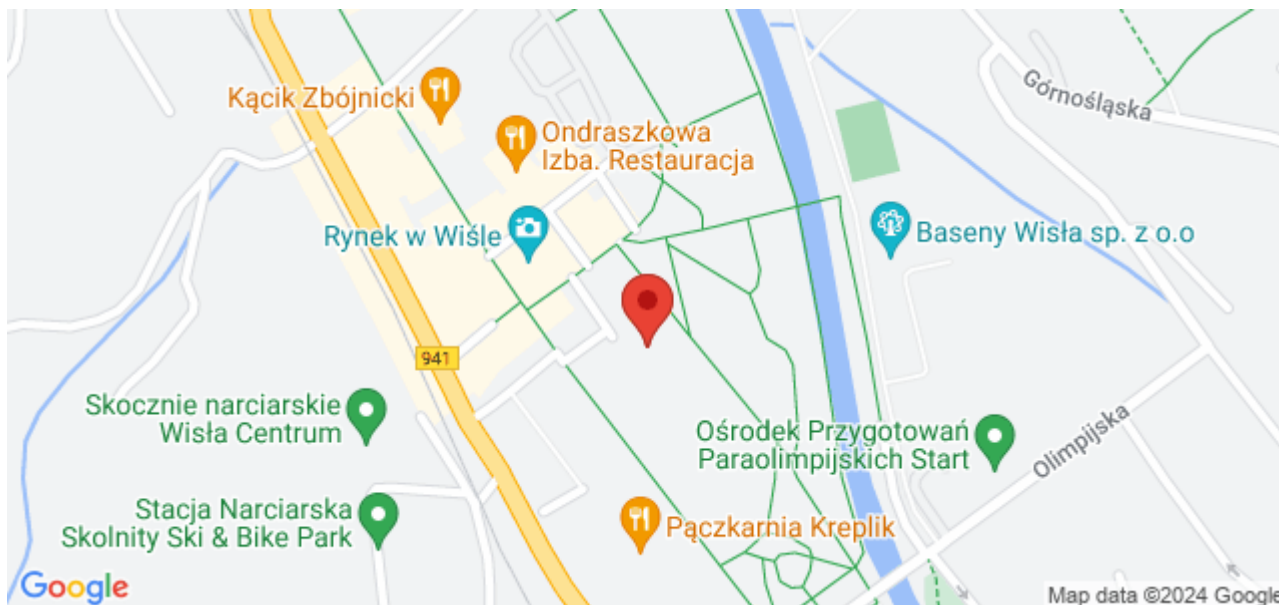 Górnośląska
Kącik Zbójnicki
Ondraszkowa
Izba. Restauracja
Rynek w Wiśle
Baseny Wisła sp. z o.o
941
Skocznie narciarskie
Wisła Centrum
Ośrodek Przygotowań
Paraolimpijskich Start
Olimpijska
Stacja Narciarska
Skolnity Ski & Bike Park
Pączkarnia Kreplik
Google
Map data ©2024 Google